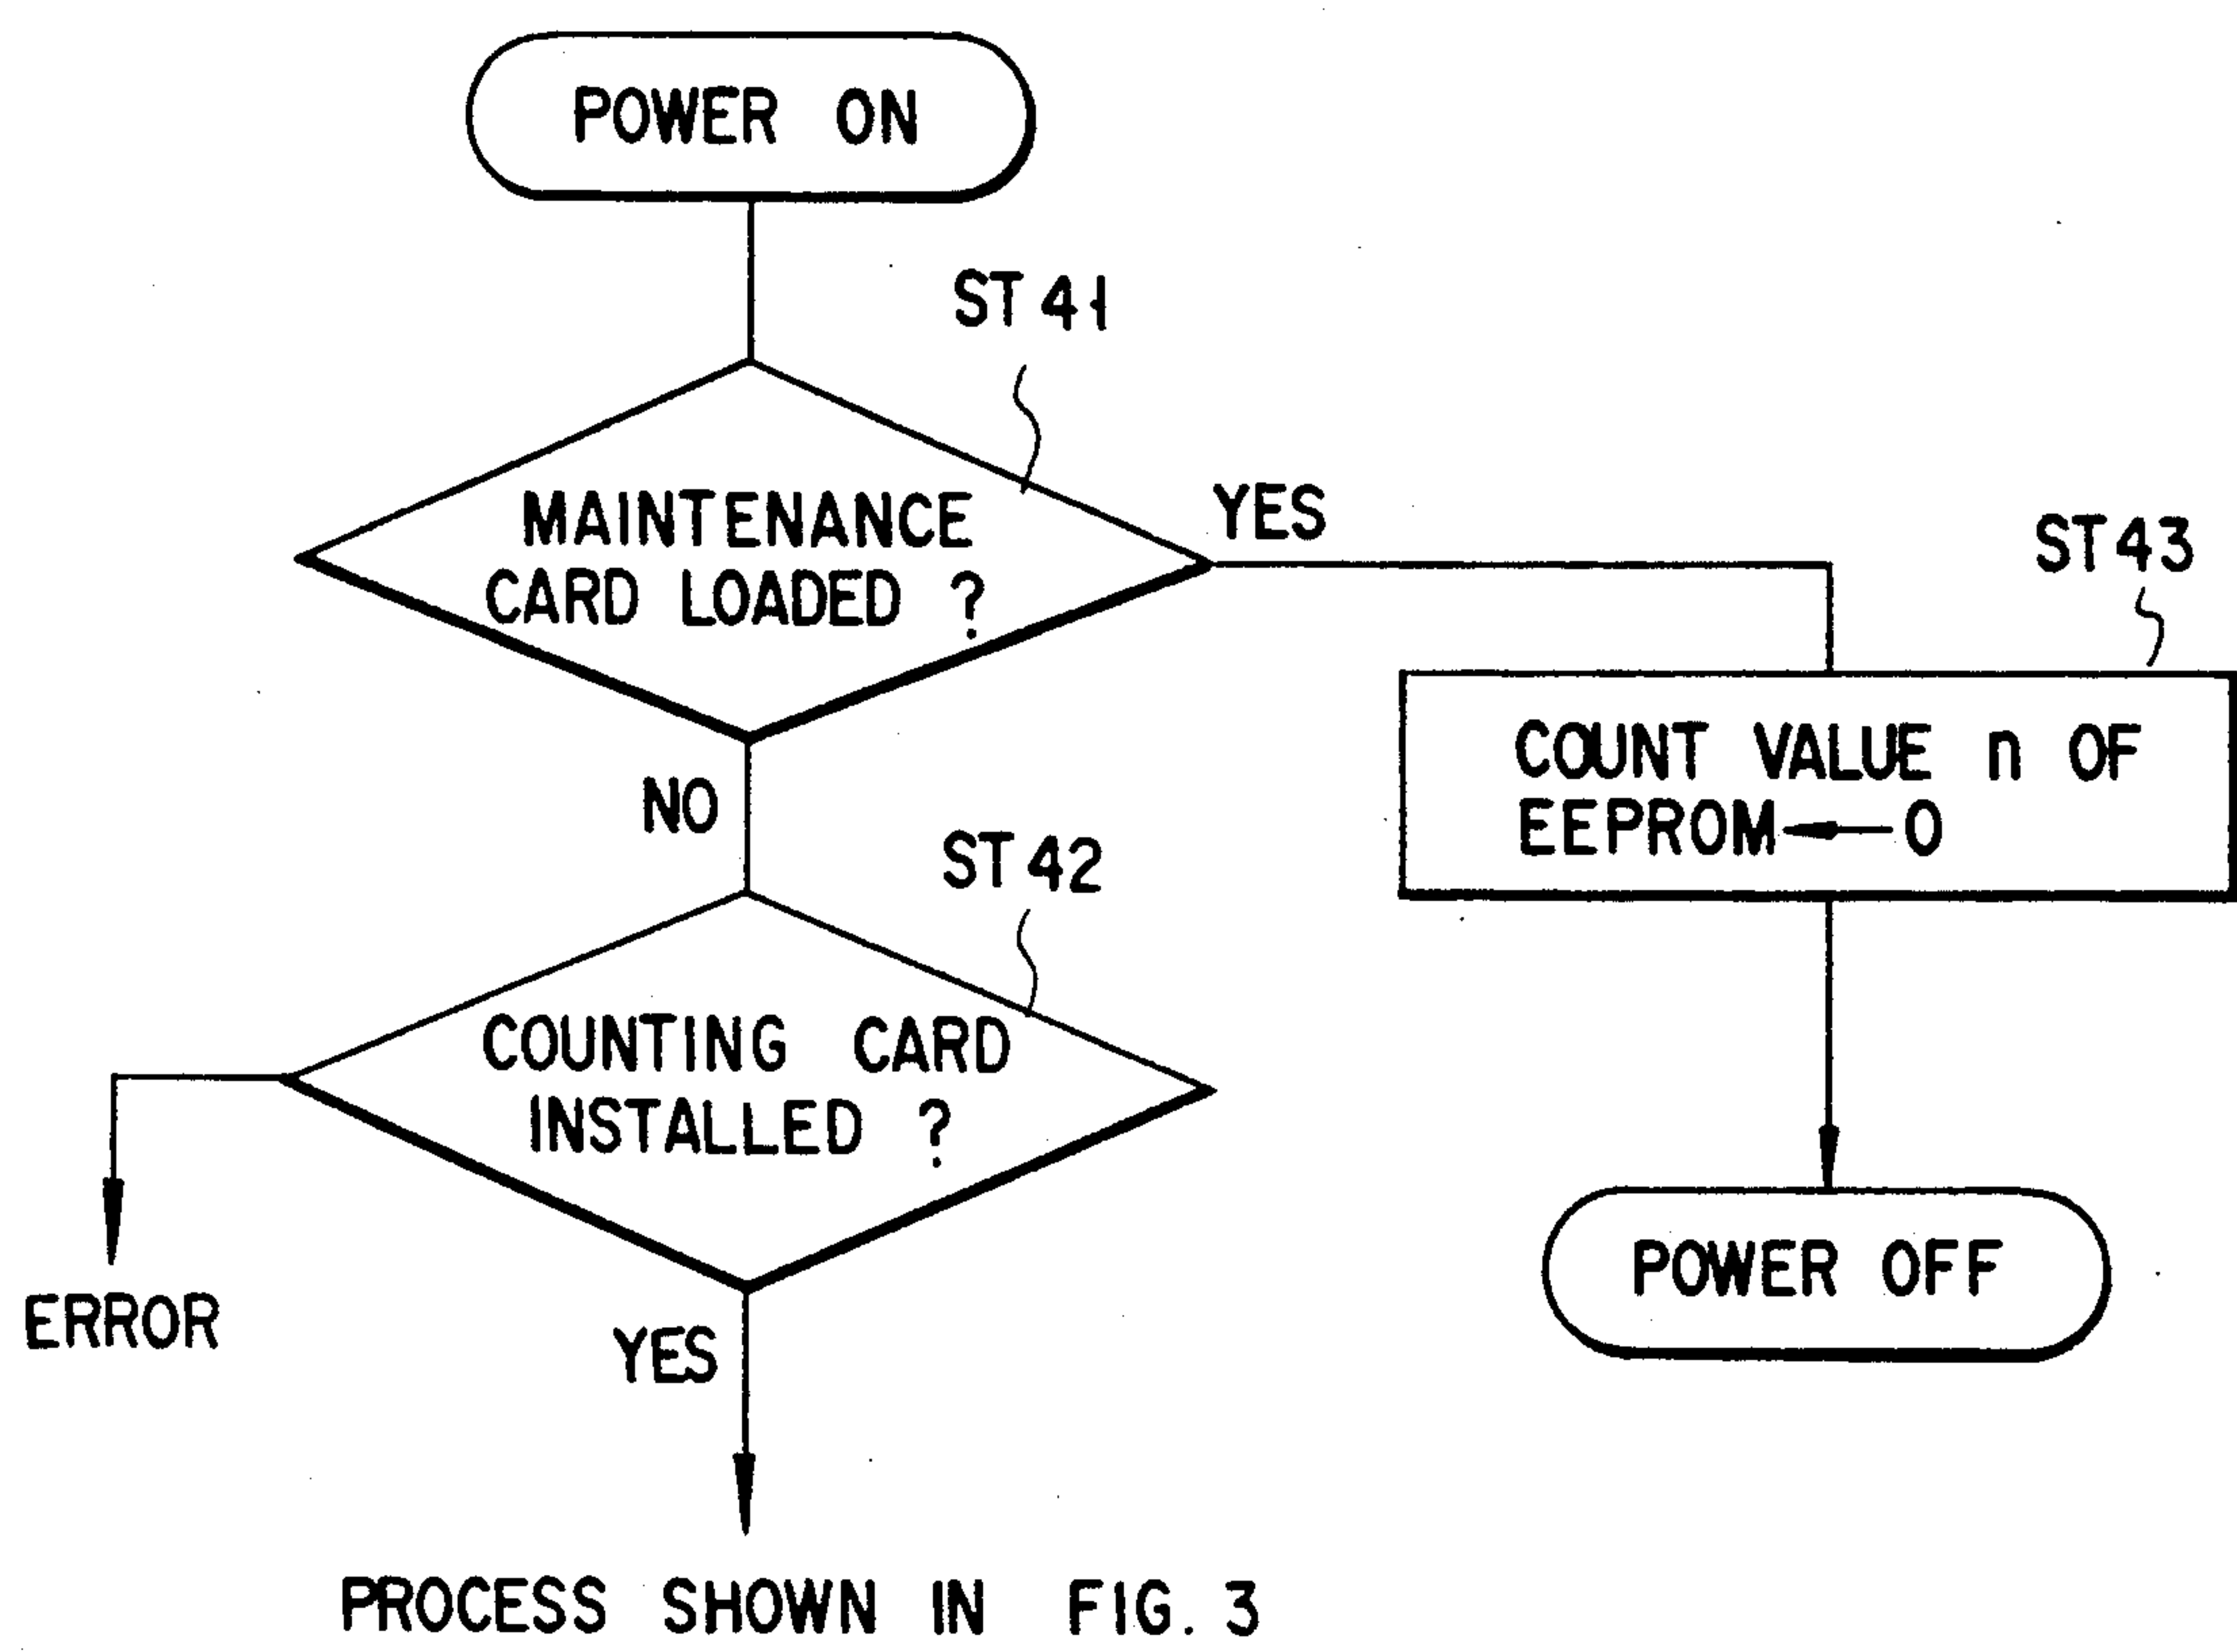 POWER ON
ST41
MAINTENANCE
CARD LOADED ?
YES
NO
ST43
COUNT VALUE n OF
EEPROM←0
ST42
COUNTING CARD
INSTALLED ?
ERROR
YES
POWER OFF
PROCESS SHOWN IN FIG. 3